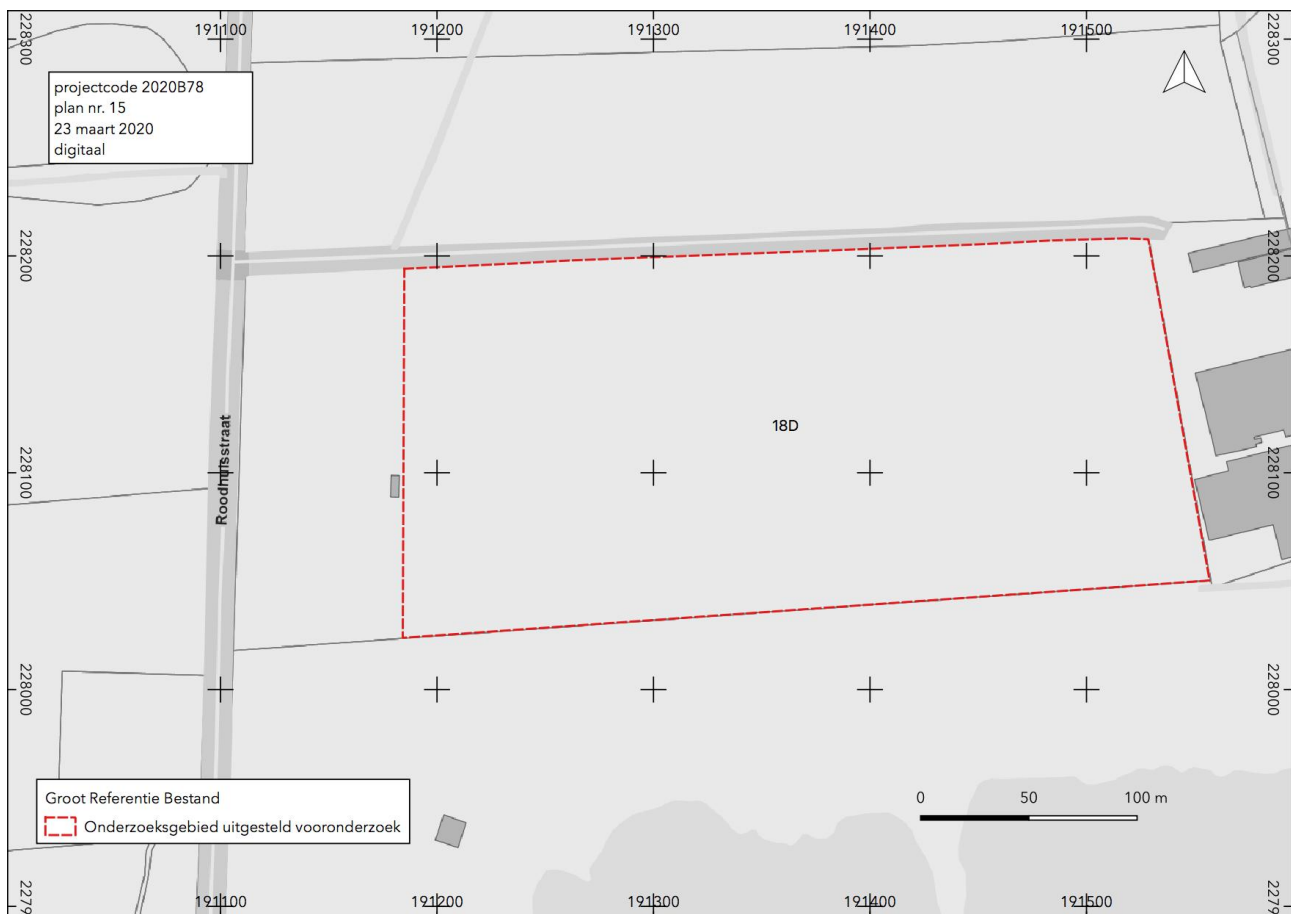 191100 191200 191300 191400 191500
228300 228300
projectcode 2020B78
plan nr. 15
23 maart 2020
digitaal
228200 228200
18D
Roodhuisstraat
228100 228100
228000 228000
Groot Referentie Bestand
Onderzoeksgebied uitgesteld vooronderzoek
0 50 100 m
2279 2279
191100 191200 191300 191400 191500